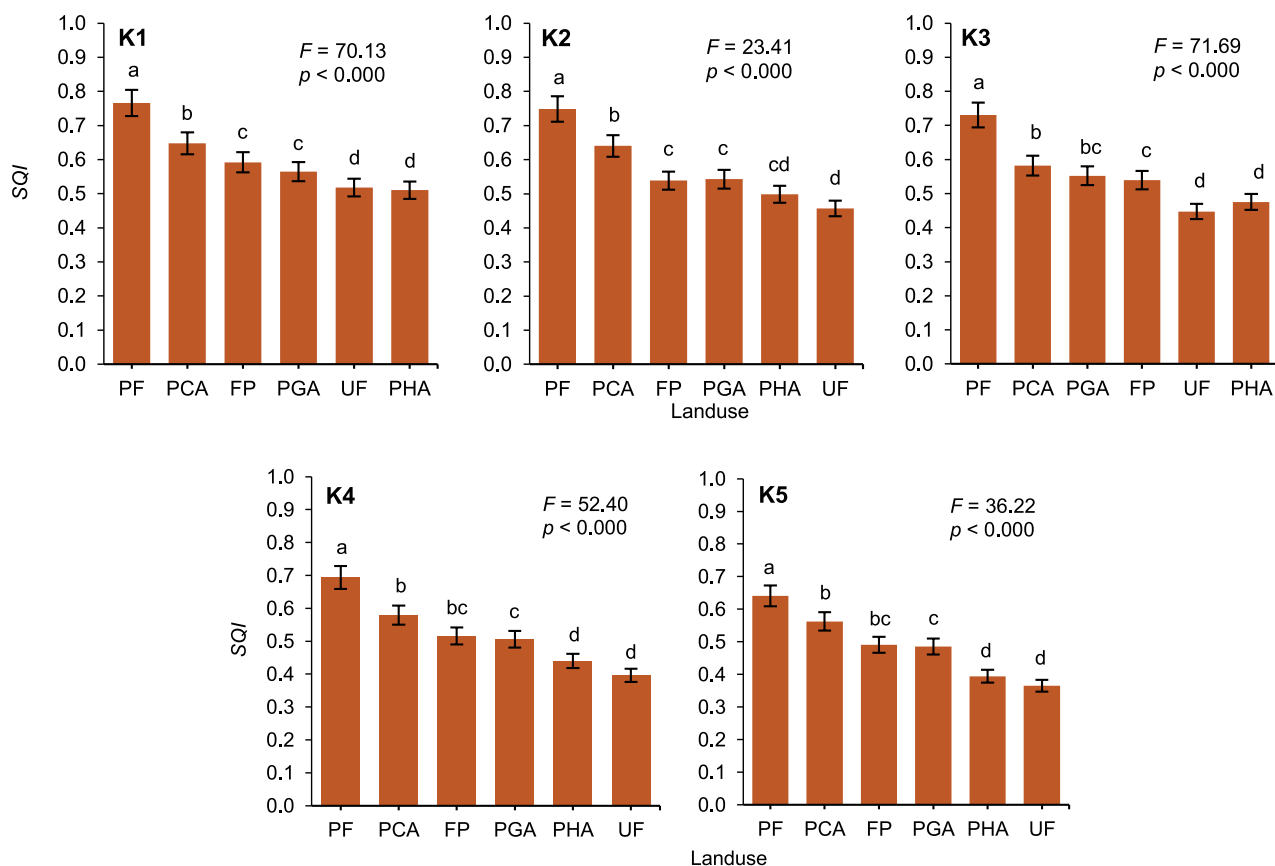 K1
F = 70.13
p < 0.000
SQI
1.0
0.9
0.8
0.7
0.6
0.5
0.4
0.3
0.2
0.1
0.0
a
b
c
c
d
d
PF PCA FP PGA UF PHA
K2
F = 23.41
p < 0.000
1.0
0.9
0.8
0.7
0.6
0.5
0.4
0.3
0.2
0.1
0.0
a
b
c
c
cd
d
PF PCA FP PGA PHA UF
Landuse
K3
F = 71.69
p < 0.000
1.0
0.9
0.8
0.7
0.6
0.5
0.4
0.3
0.2
0.1
0.0
a
b
bc
c
d
d
PF PCA PGA FP UF PHA
K4
F = 52.40
p < 0.000
SQI
1.0
0.9
0.8
0.7
0.6
0.5
0.4
0.3
0.2
0.1
0.0
a
b
bc
c
d
d
PF PCA FP PGA PHA UF
K5
F = 36.22
p < 0.000
1.0
0.9
0.8
0.7
0.6
0.5
0.4
0.3
0.2
0.1
0.0
a
b
bc
c
d
d
PF PCA FP PGA PHA UF
Landuse